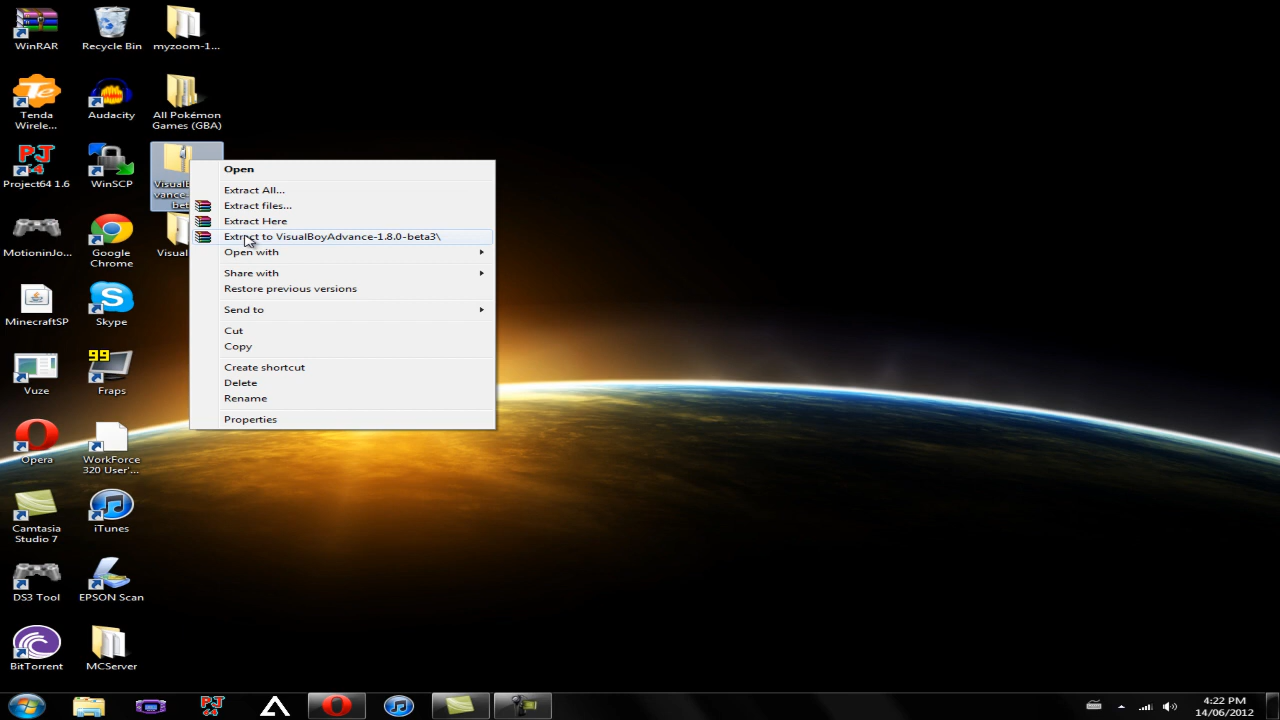 WinRAR
Recycle Bin
myzoom-1...
Tenda
Wirele...
Audacity
All Pokémon
Games (GBA)
PJ
64
Project64 1.6
WinSCP
MotioninJo...
Google
Chrome
Visual
MinecraftSP
Skype
99
Vuze
Fraps
Opera
WorkForce
320 User'...
Camtasia
Studio 7
iTunes
DS3 Tool
EPSON Scan
BitTorrent
MCServer
Open
Extract All...
Extract files...
Extract Here
Extract to VisualBoyAdvance-1.8.0-beta3\
Open with
Share with
Restore previous versions
Send to
Cut
Copy
Create shortcut
Delete
Rename
Properties
4:22 PM
14/06/2012